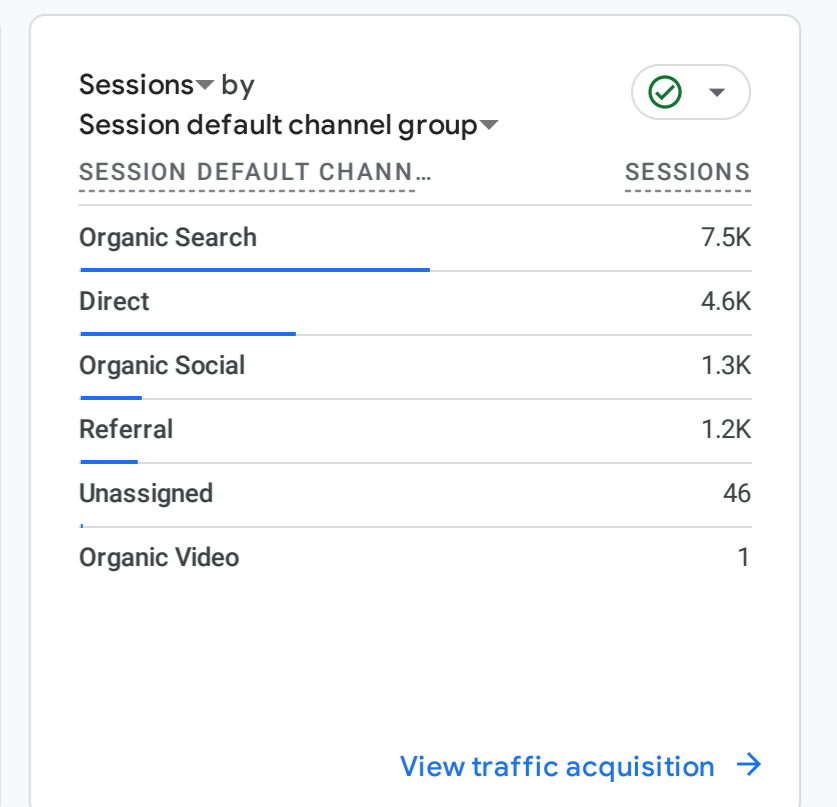 Sessions by
Session default channel group
SESSION DEFAULT CHANN… SESSIONS
Organic Search 7.5K
Direct 4.6K
Organic Social 1.3K
Referral 1.2K
Unassigned 46
Organic Video 1
View traffic acquisition